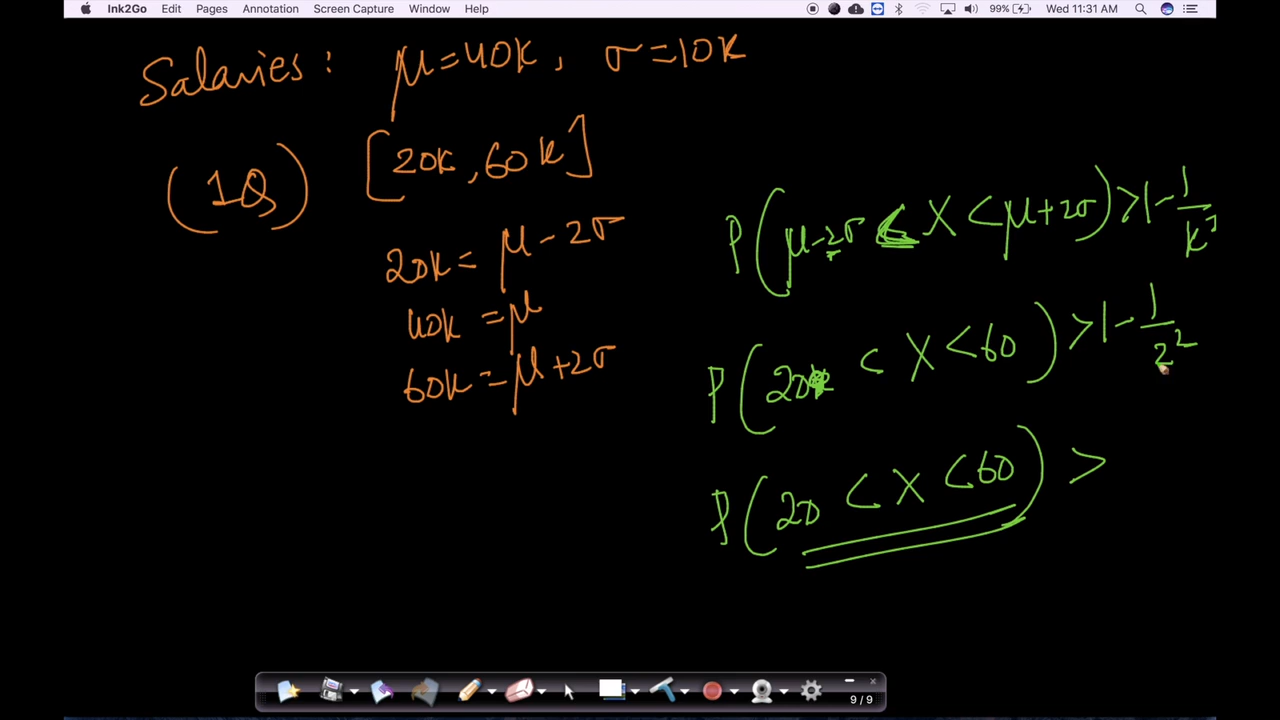 Ink2Go Edit Pages Annotation Screen Capture Window Help 99% Wed 11:31 AM
Salaries: μ=40k, σ=10k
(1Q) [20k, 60k]
20k = μ-2σ
40k = μ
60k = μ+2σ
P(μ-2σ < X < μ+2σ) > 1 - 1/k²
P(20k < X < 60) > 1 - 1/2²
P(20 < X < 60) >
9/9